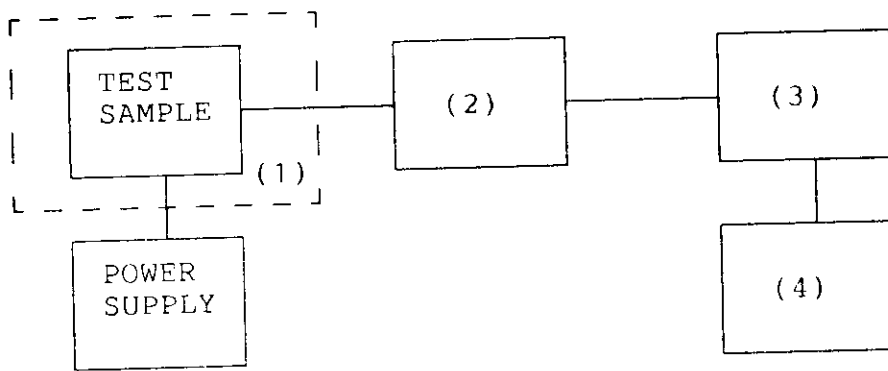 TEST
SAMPLE
(1)
(2)
(3)
POWER
SUPPLY
(4)